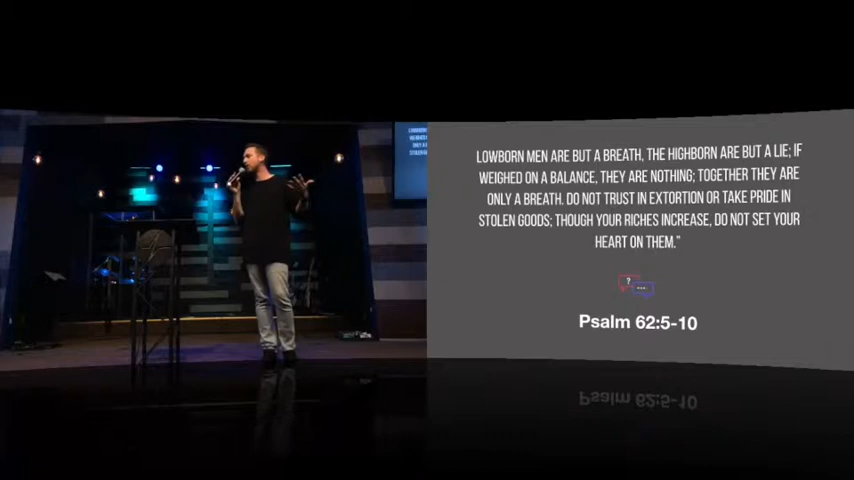 LOWBORN MEN ARE BUT A BREATH, THE HIGHBORN ARE BUT A LIE; IF
WEIGHED ON A BALANCE, THEY ARE NOTHING; TOGETHER THEY ARE
ONLY A BREATH. DO NOT TRUST IN EXTORTION OR TAKE PRIDE IN
STOLEN GOODS; THOUGH YOUR RICHES INCREASE, DO NOT SET YOUR
HEART ON THEM."
Psalm 62:5-10